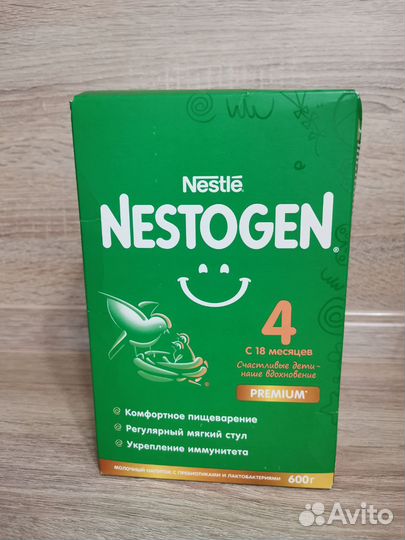 Nestlé
NESTOGEN®
4
С 18 месяцев
Счастливые дети -
наше вдохновение
PREMIUM*
Комфортное пищеварение
Регулярный мягкий стул
Укрепление иммунитета
МОЛОЧНЫЙ НАПИТОК С ПРЕБИОТИКАМИ И ЛАКТОБАКТЕРИЯМИ
600г
Avito